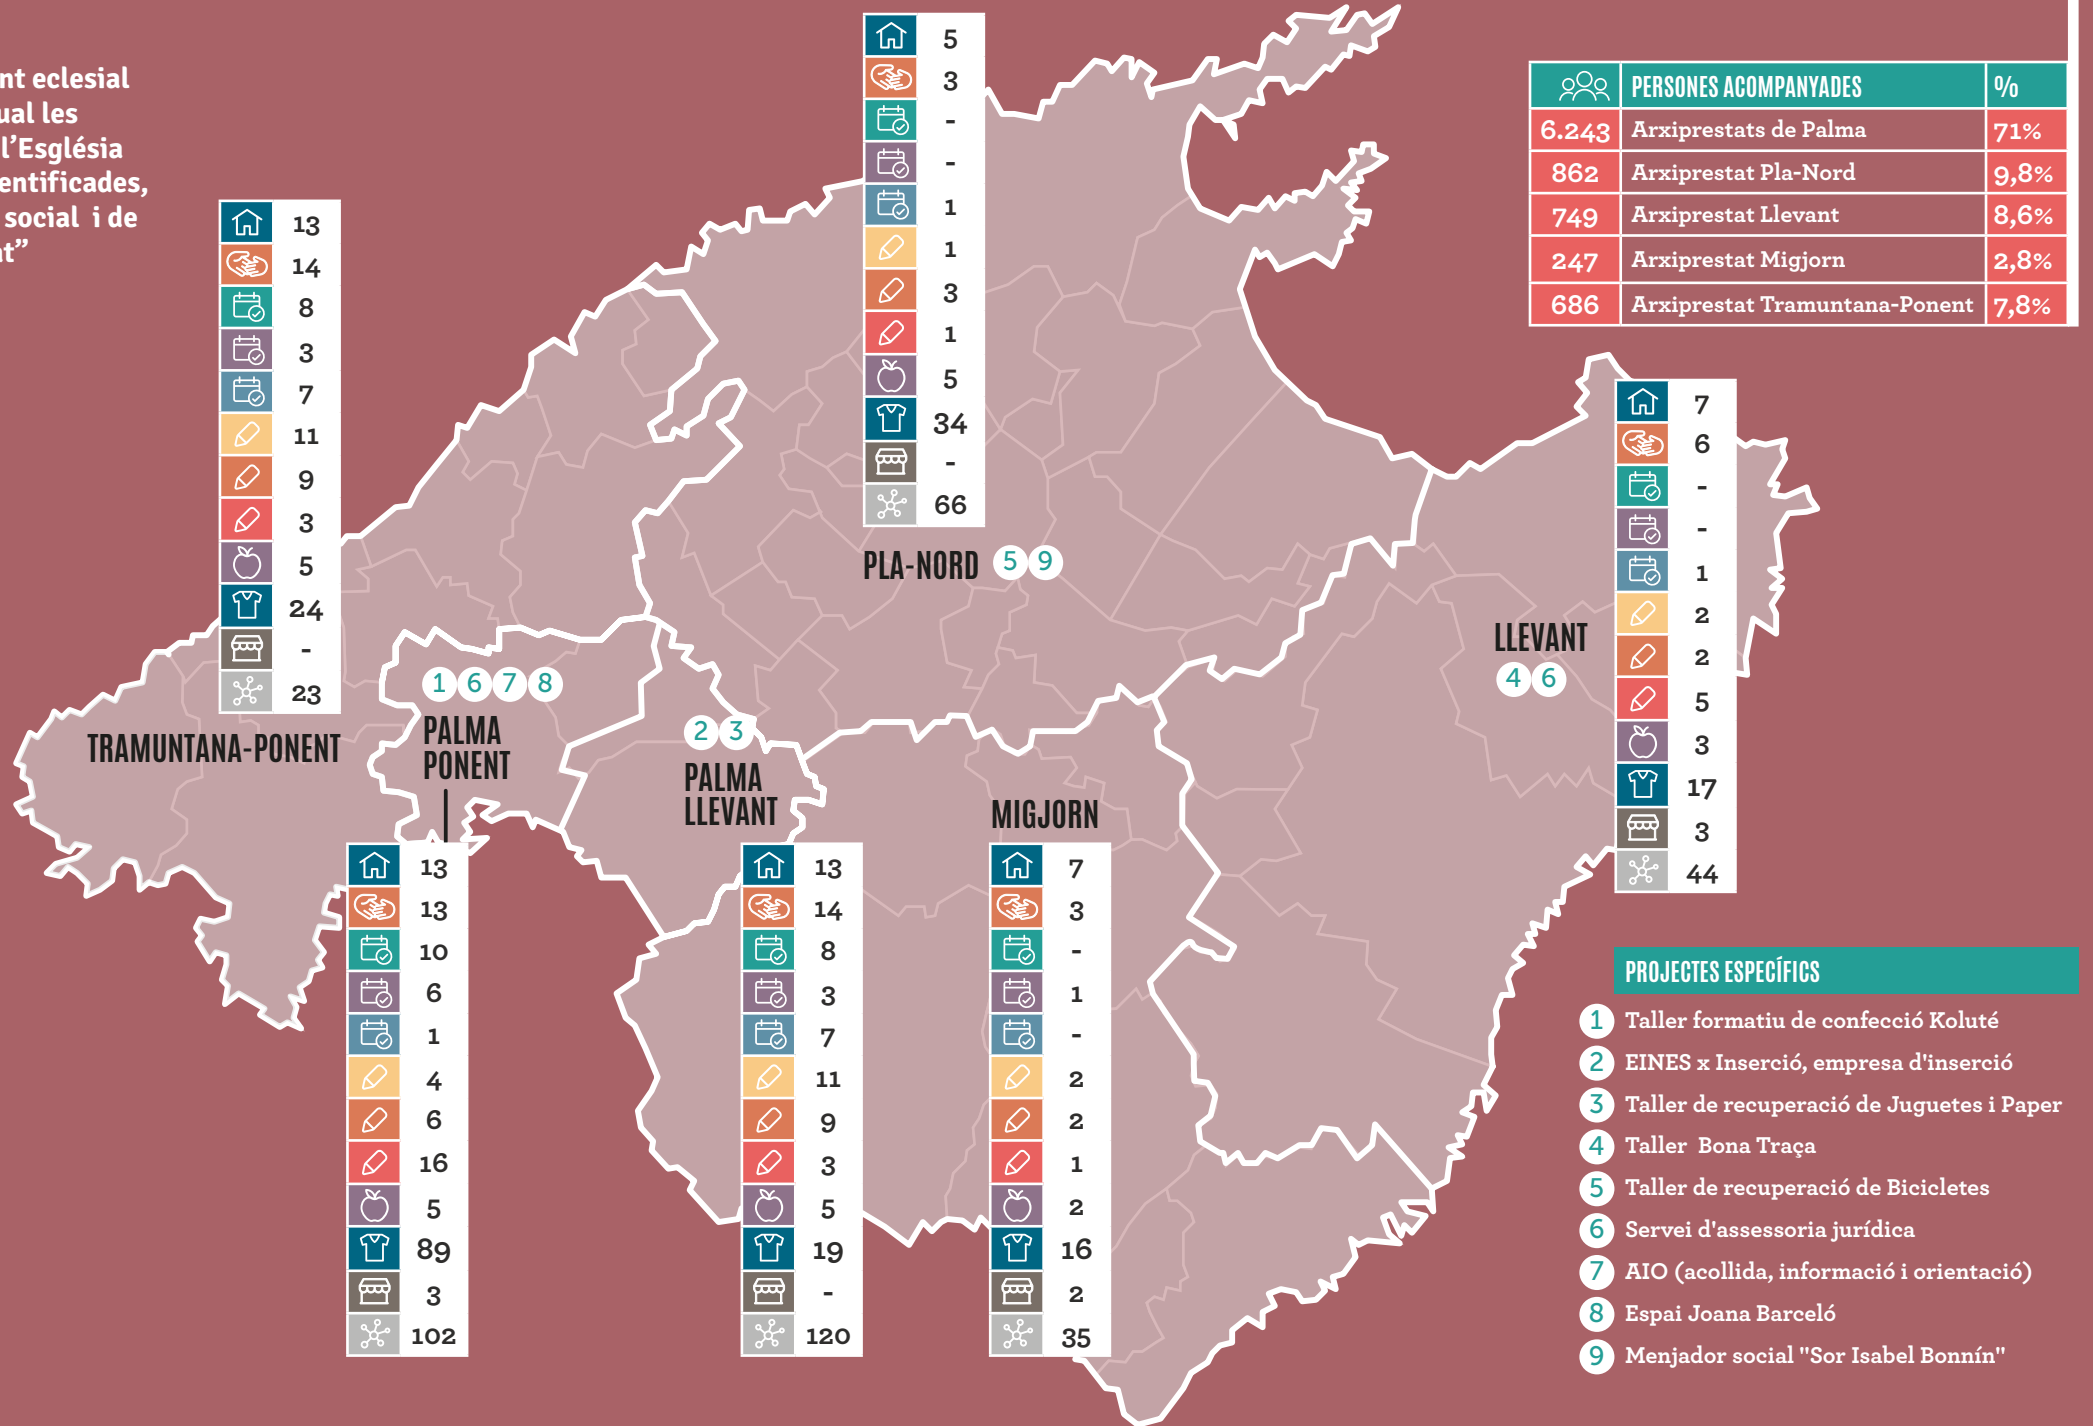 nt eclesial
ual les
l'Església
entificades,
social i de
at”
PERSONES ACOMPANYADES %
6.243 Arxiprestats de Palma 71%
862 Arxiprestat Pla-Nord 9,8%
749 Arxiprestat Llevant 8,6%
247 Arxiprestat Migjorn 2,8%
686 Arxiprestat Tramuntana-Ponent 7,8%
13
14
8
3
7
11
9
3
5
24
-
23
TRAMUNTANA-PONENT
5
3
-
-
1
1
3
1
5
34
-
66
PLA-NORD 5 9
7
6
-
-
1
2
2
5
3
17
3
44
LLEVANT
4 6
1 6 7 8
PALMA
PONENT
13
13
10
6
1
4
6
16
5
89
3
102
2 3
PALMA
LLEVANT
13
14
8
3
7
11
9
3
5
19
-
120
MIGJORN
7
3
-
1
-
2
2
1
2
16
2
35
PROJECTES ESPECÍFICS
1 Taller formatiu de confecció Koluté
2 EINES x Inserció, empresa d'inserció
3 Taller de recuperació de Juguetes i Paper
4 Taller Bona Traça
5 Taller de recuperació de Bicicletes
6 Servei d'assessoria jurídica
7 AIO (acollida, informació i orientació)
8 Espai Joana Barceló
9 Menjador social "Sor Isabel Bonnín"